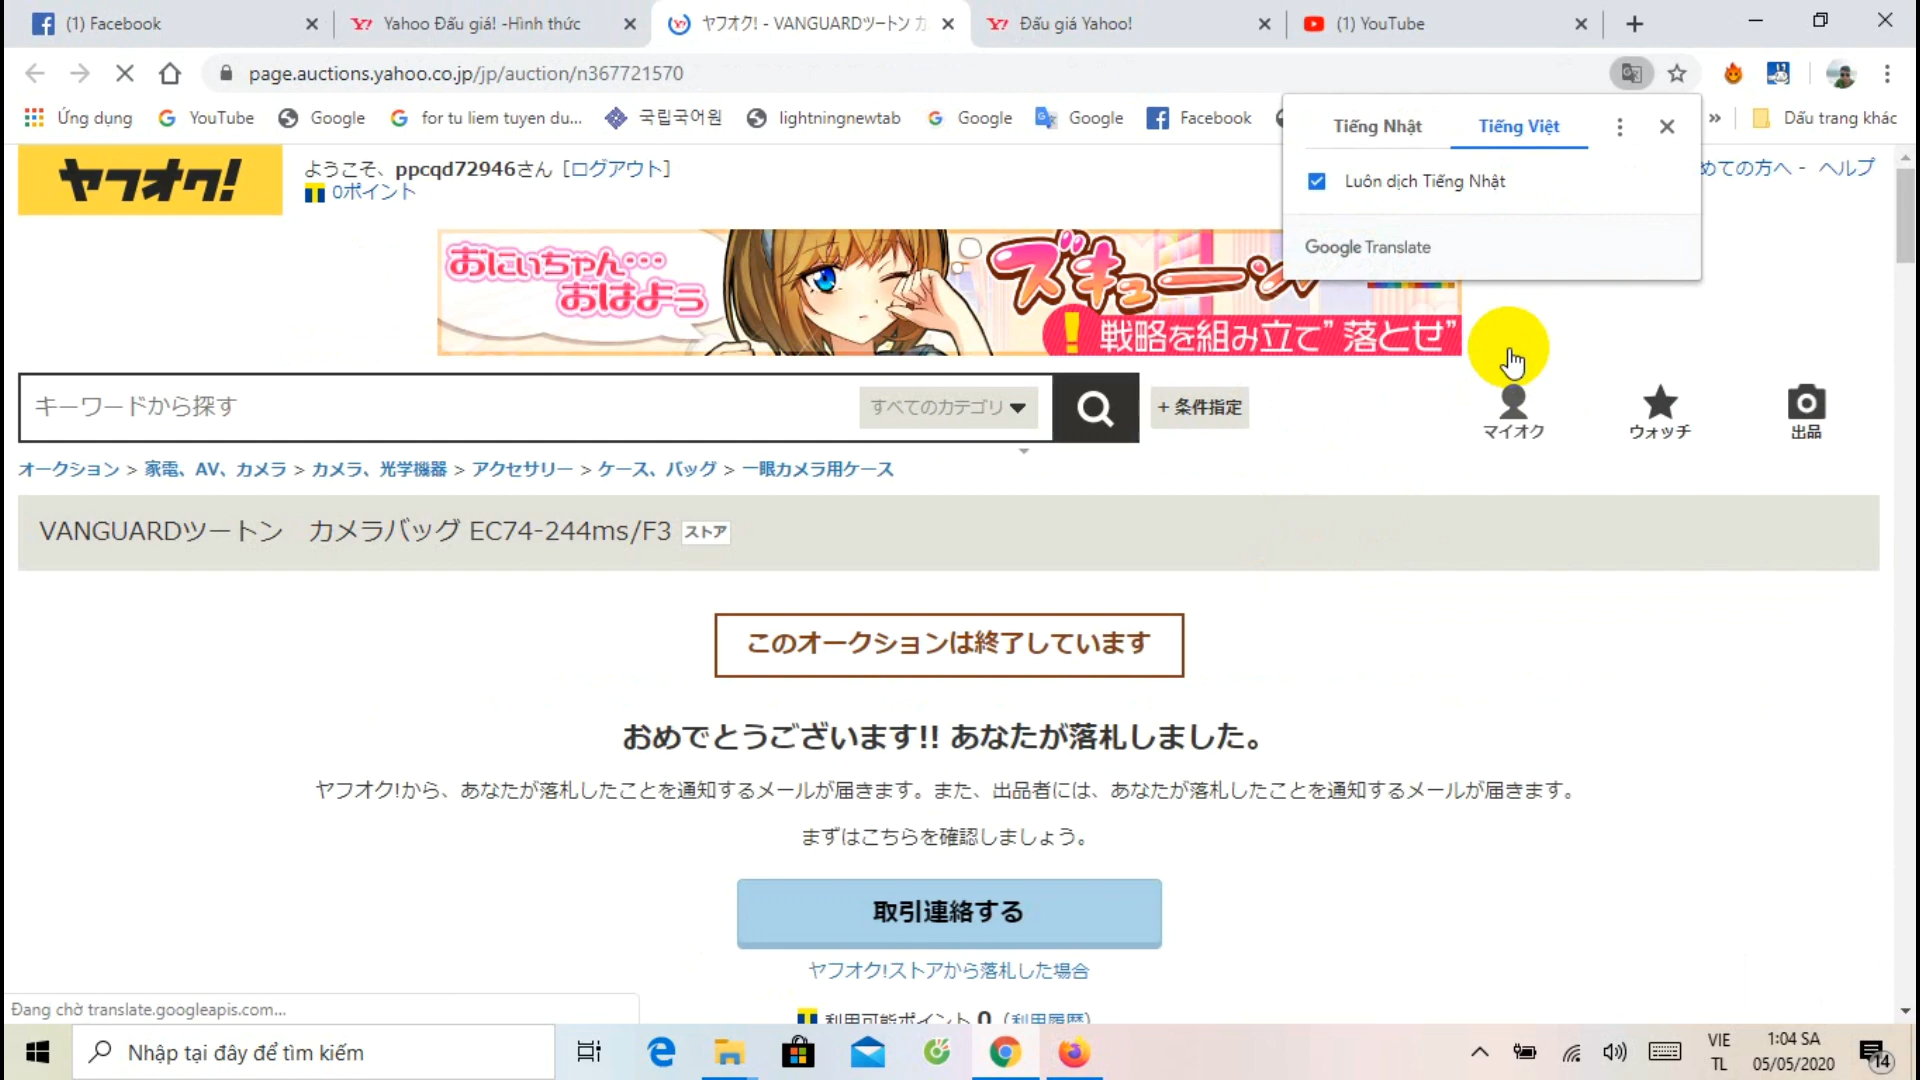 (1) Facebook
Yahoo Đấu giá! -Hình thức
ヤフオク! - VANGUARDツートン カ
Đấu giá Yahoo!
(1) YouTube
page.auctions.yahoo.co.jp/jp/auction/n367721570
Ứng dụng
YouTube
Google
for tu liem tuyen du...
국립국어원
lightningnewtab
Google
Google
Facebook
»
Dấu trang khác
Tiếng Nhật
Tiếng Việt
Luôn dịch Tiếng Nhật
Google Translate
ヤフオク!
ようこそ、ppcqd72946さん [ログアウト]
0ポイント
めての方へ - ヘルプ
おにいちゃん…
おはよう
ズキューン
! 戦略を組み立て”落とせ”
キーワードから探す
すべてのカテゴリ
+ 条件指定
マイオク
ウォッチ
出品
オークション > 家電、AV、カメラ > カメラ、光学機器 > アクセサリー > ケース、バッグ > 一眼カメラ用ケース
VANGUARDツートン　カメラバッグ EC74-244ms/F3 ストア
このオークションは終了しています
おめでとうございます!! あなたが落札しました。
ヤフオク!から、あなたが落札したことを通知するメールが届きます。また、出品者には、あなたが落札したことを通知するメールが届きます。
まずはこちらを確認しましょう。
取引連絡する
ヤフオク!ストアから落札した場合
利用可能ポイント 0 (利用履歴)
Đang chờ translate.googleapis.com...
Nhập tại đây để tìm kiếm
VIE
TL
1:04 SA
05/05/2020
14